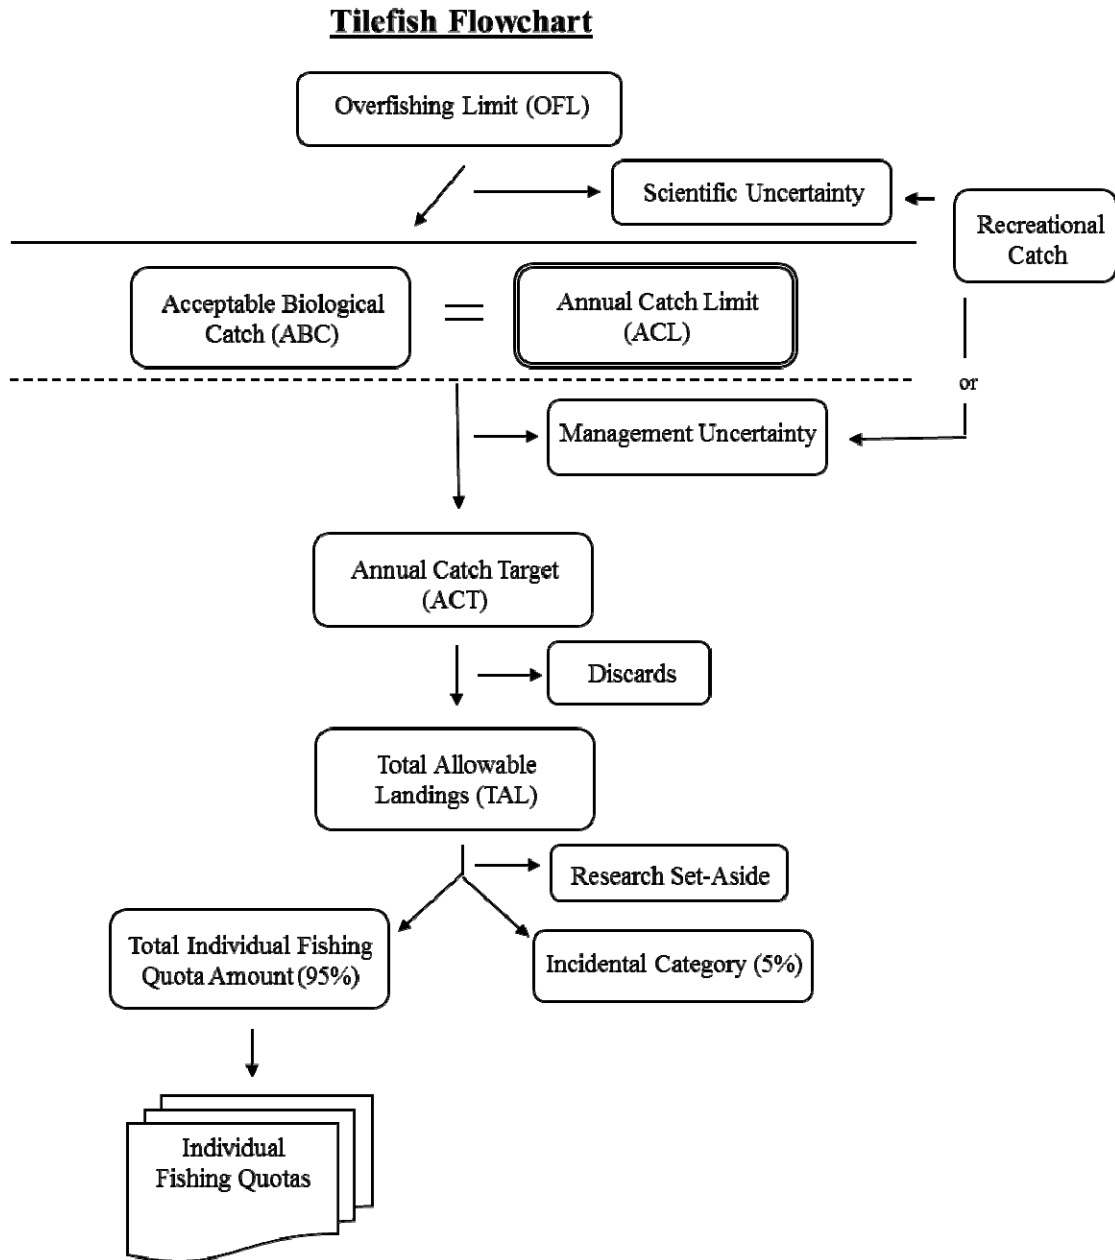 Tilefish Flowchart
Overfishing Limit (OFL)
Scientific Uncertainty
Recreational
Catch
Acceptable Biological
Catch (ABC)
=
Annual Catch Limit
(ACL)
or
Management Uncertainty
Annual Catch Target
(ACT)
Discards
Total Allowable
Landings (TAL)
Research Set-Aside
Total Individual Fishing
Quota Amount (95%)
Incidental Category (5%)
Individual
Fishing Quotas